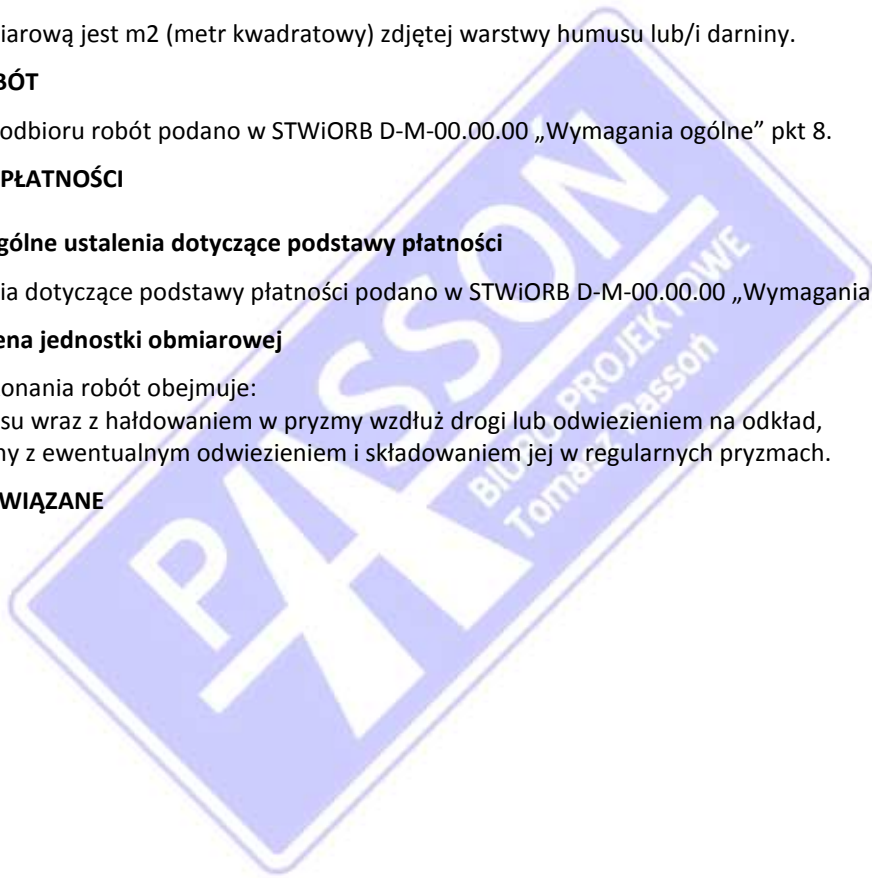 iarową jest m2 (metr kwadratowy) zdjętej warstwy humusu lub/i darniny.
BÓT
odbioru robót podano w STWiORB D-M-00.00.00 „Wymagania ogólne” pkt 8.
PŁATNOŚCI
gólne ustalenia dotyczące podstawy płatności
ia dotyczące podstawy płatności podano w STWiORB D-M-00.00.00 „Wymagania
ena jednostki obmiarowej
onania robót obejmuje:
su wraz z hałdowaniem w pryzmy wzdłuż drogi lub odwiezieniem na odkład,
ny z ewentualnym odwiezieniem i składowaniem jej w regularnych pryzmach.
WIĄZANE
PASSON
BIURO PROJEKTOWE
Tomasz Passoń